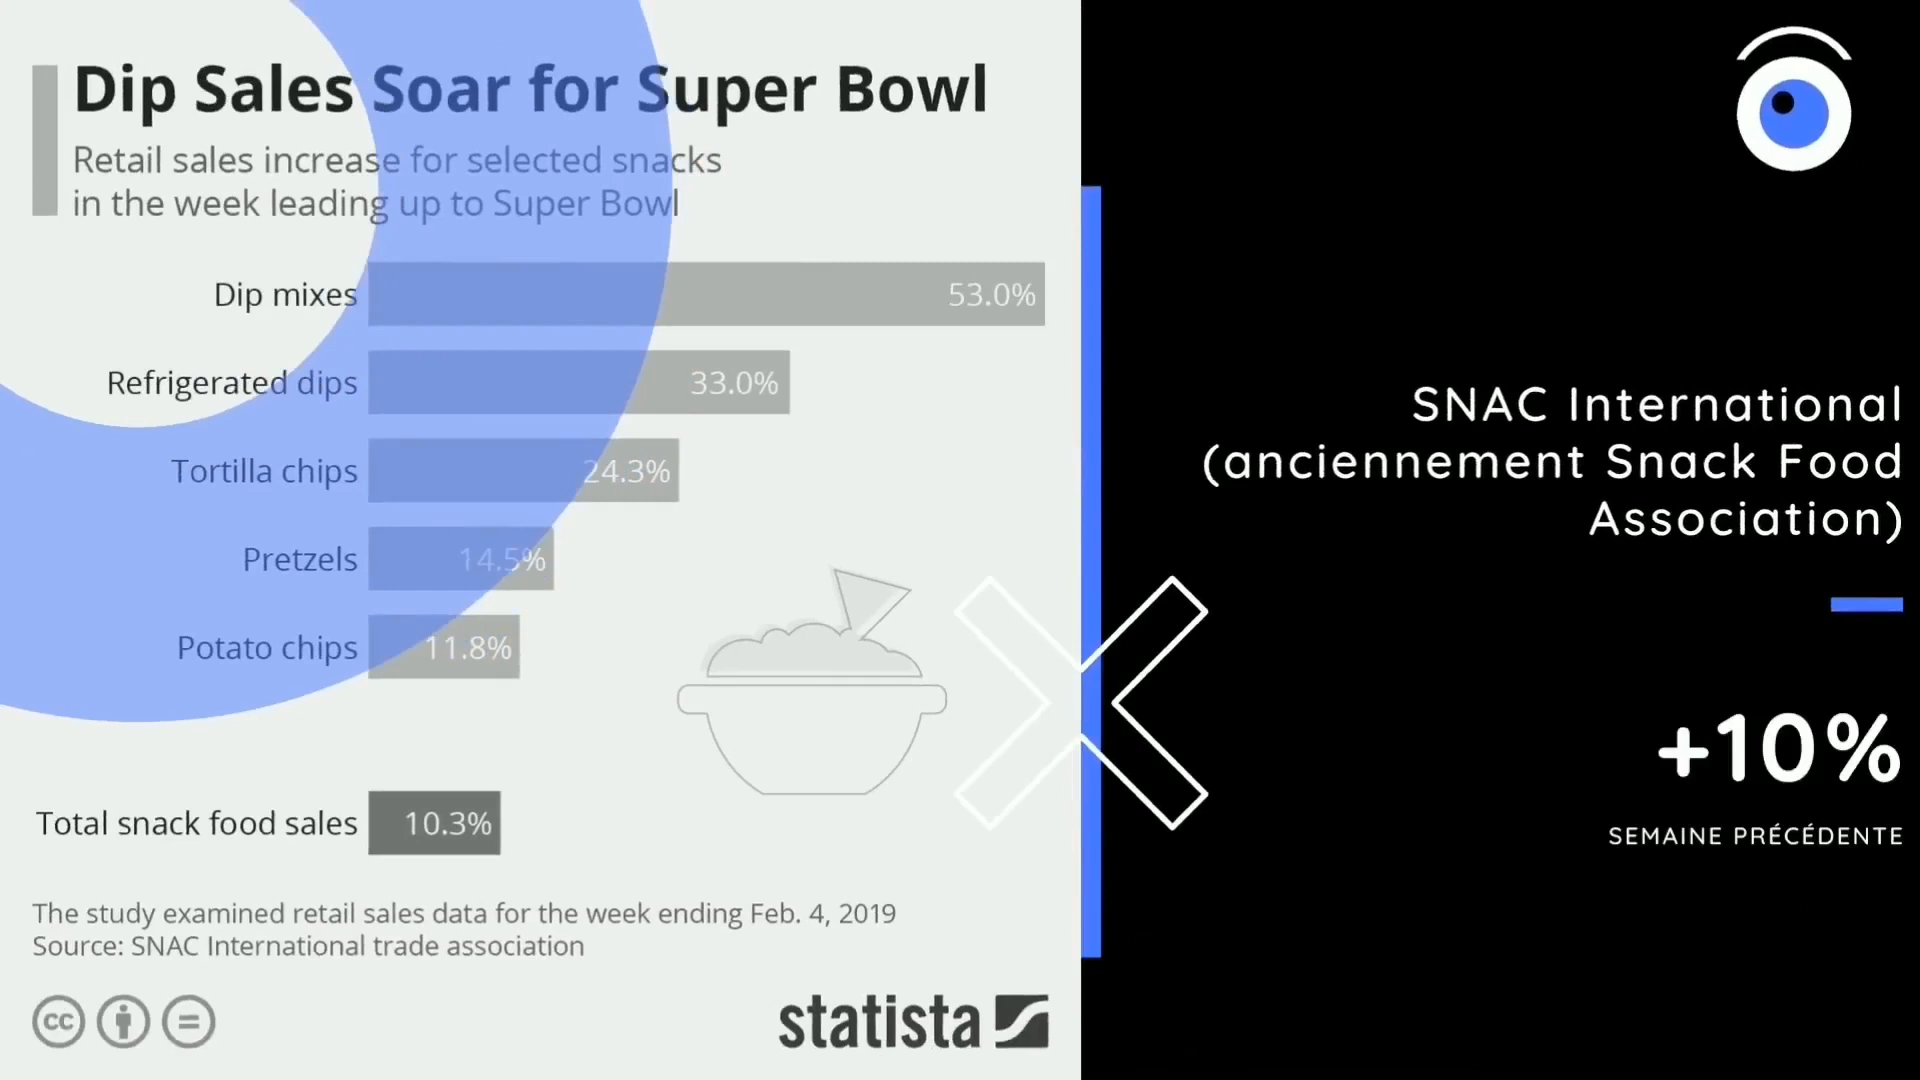 Dip Sales Soar for Super Bowl
Retail sales increase for selected snacks
in the week leading up to Super Bowl
Dip mixes 53.0%
Refrigerated dips 33.0%
Tortilla chips 24.3%
Pretzels 14.5%
Potato chips 11.8%
Total snack food sales 10.3%
The study examined retail sales data for the week ending Feb. 4, 2019
Source: SNAC International trade association
cc
statista
SNAC International
(anciennement Snack Food
Association)
+10%
SEMAINE PRÉCÉDENTE